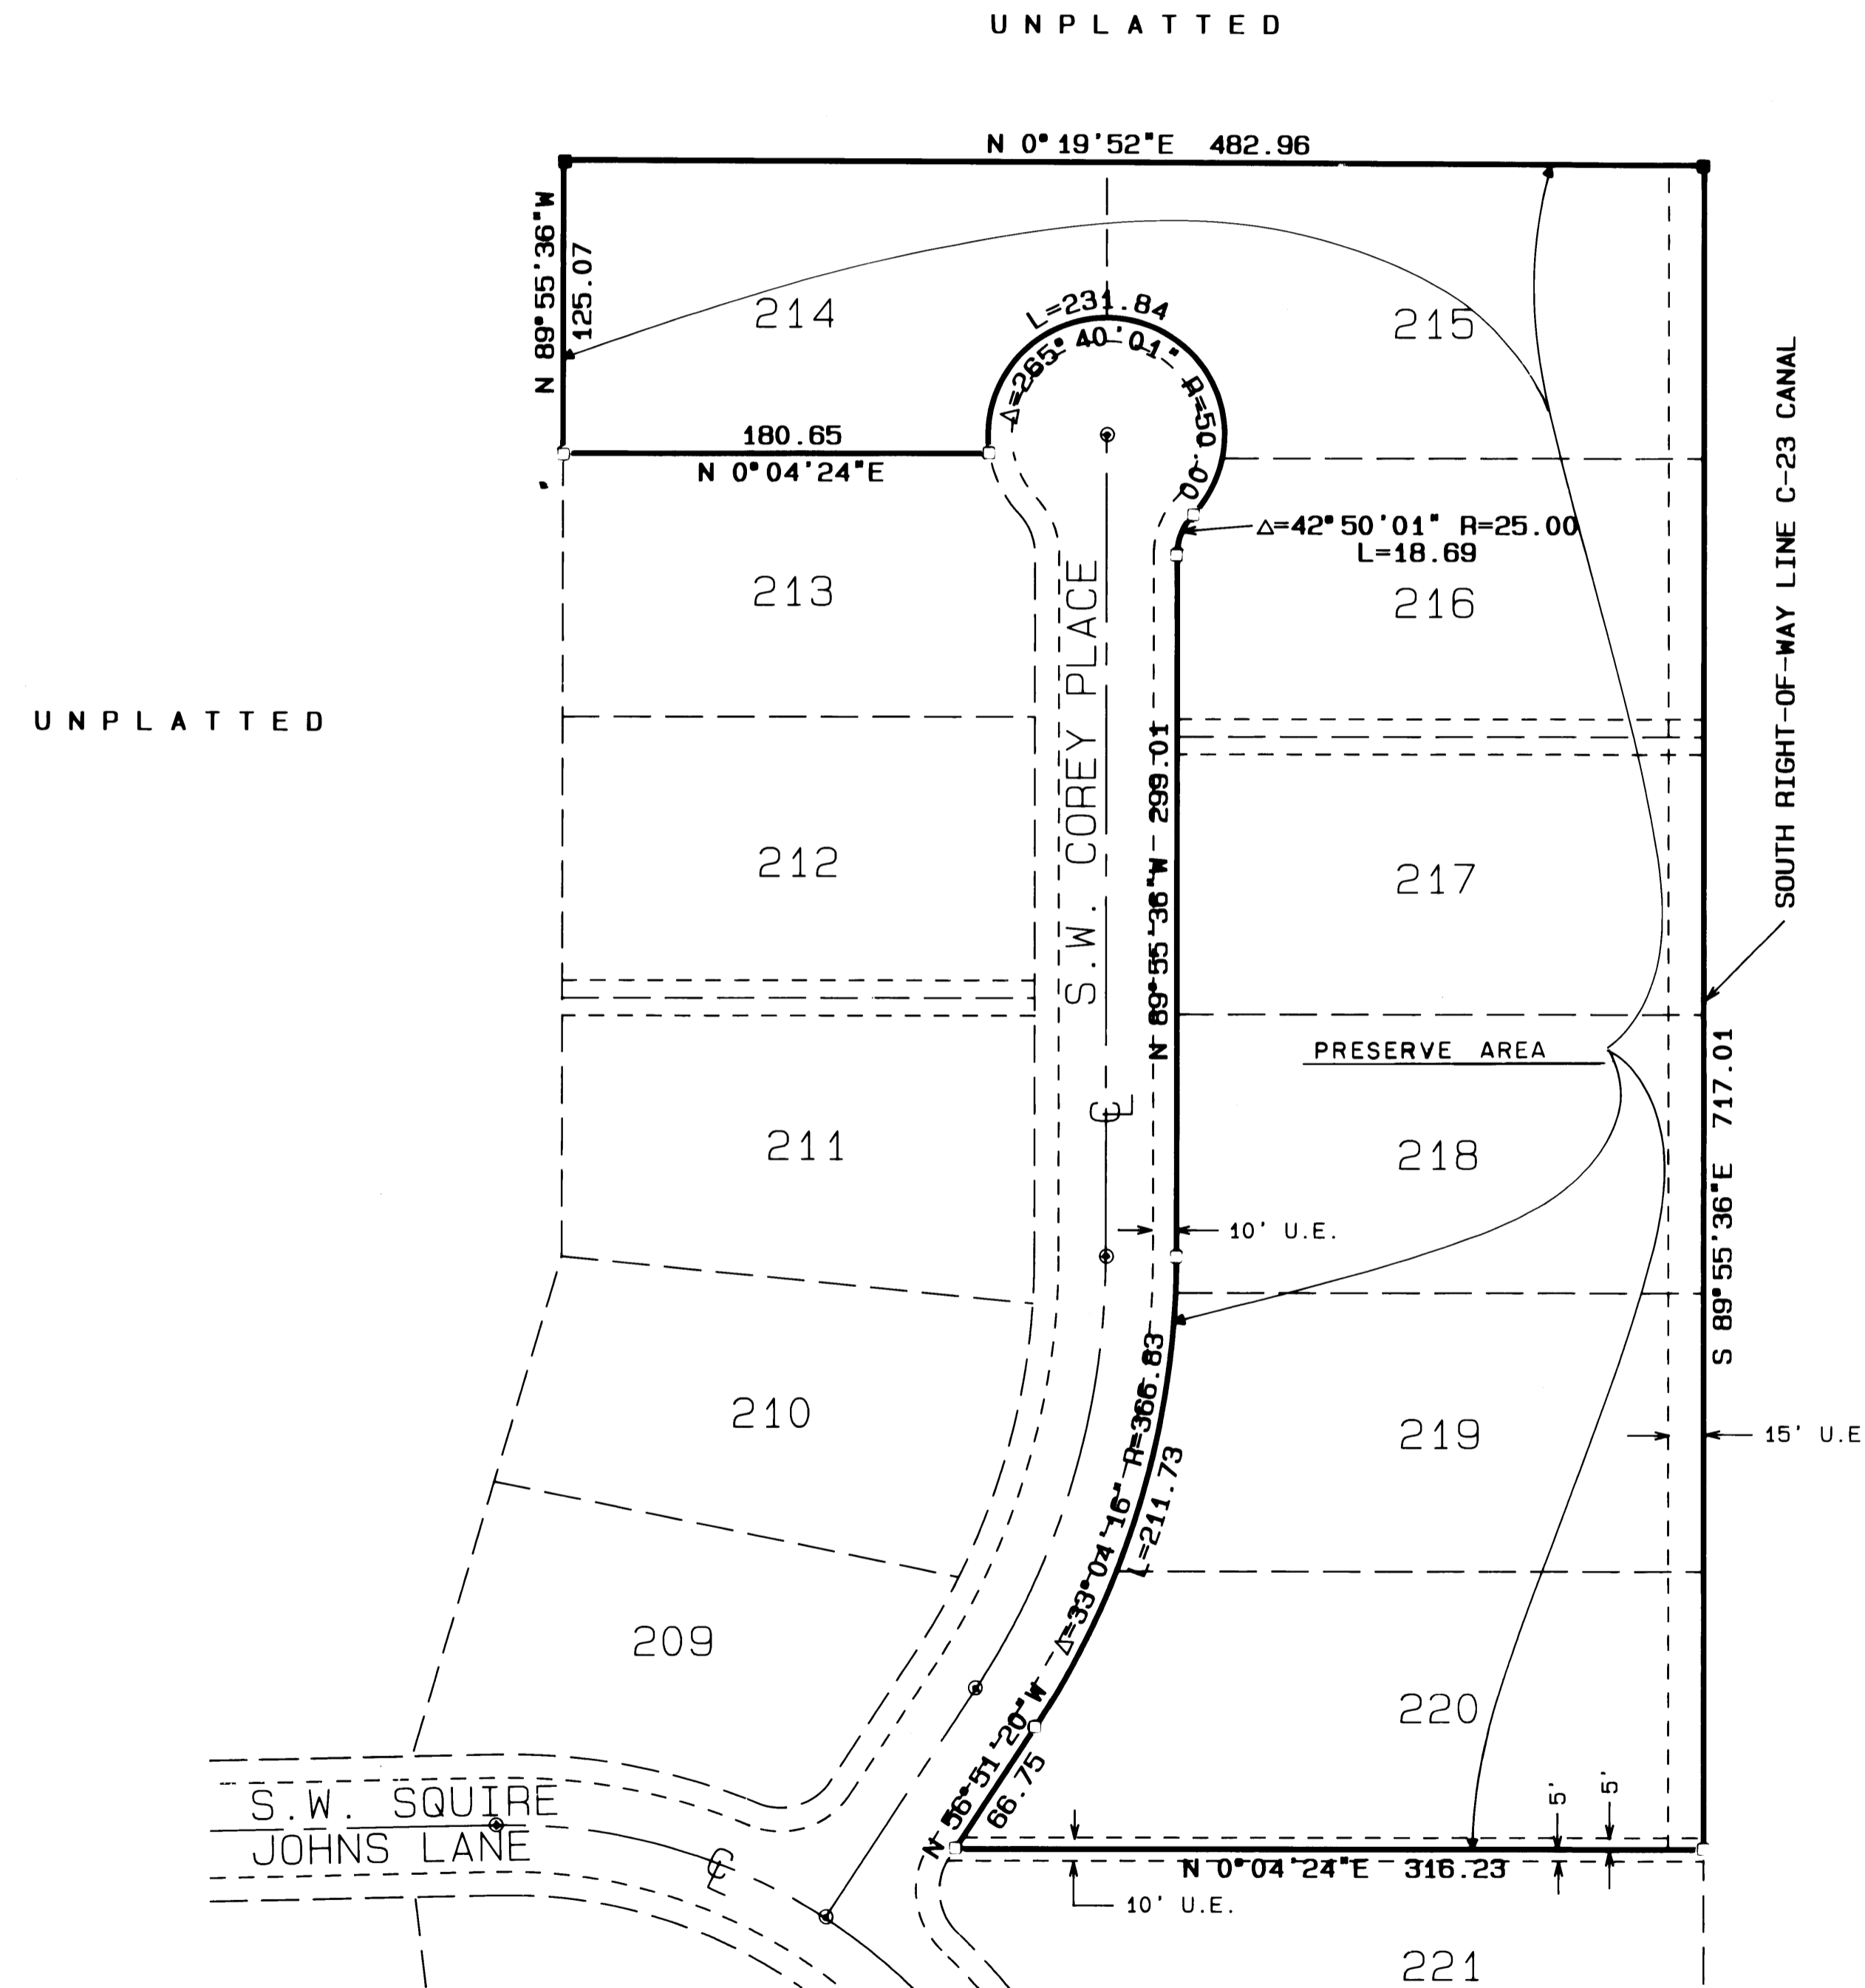 UNPLATTED
N 0°19'52"E 482.96
N 89°55'36"W
125.07
214
L=231.84
Δ=265°40'01" R=50.00
215
180.65
N 0°04'24"E
Δ=42°50'01" R=25.00
L=18.69
SOUTH RIGHT-OF-WAY LINE C-23 CANAL
213
216
S.W. COREY PLACE
UNPLATTED
N 89°55'36"W 299.01
212
217
PRESERVE AREA
S 89°55'36"E 717.01
℄
211
218
10' U.E.
210
Δ=33°04'16" R=366.83
L=211.73
219
15' U.E
209
220
N 56°51'20"W
66.75
S.W. SQUIRE
JOHNS LANE
℄
5'
5'
N 0°04'24"E 316.23
10' U.E.
221